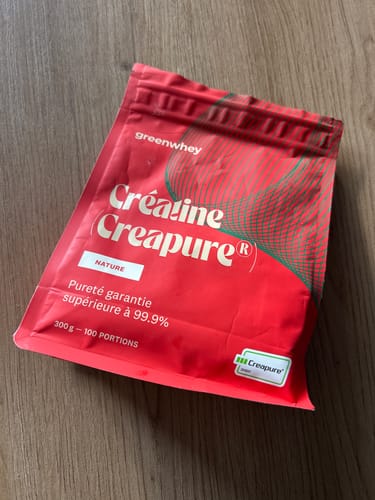 greenwhey
Créatine
(Creapure®)
NATURE
Pureté garantie
supérieure à 99.9%
300g — 100 PORTIONS
Creapure®